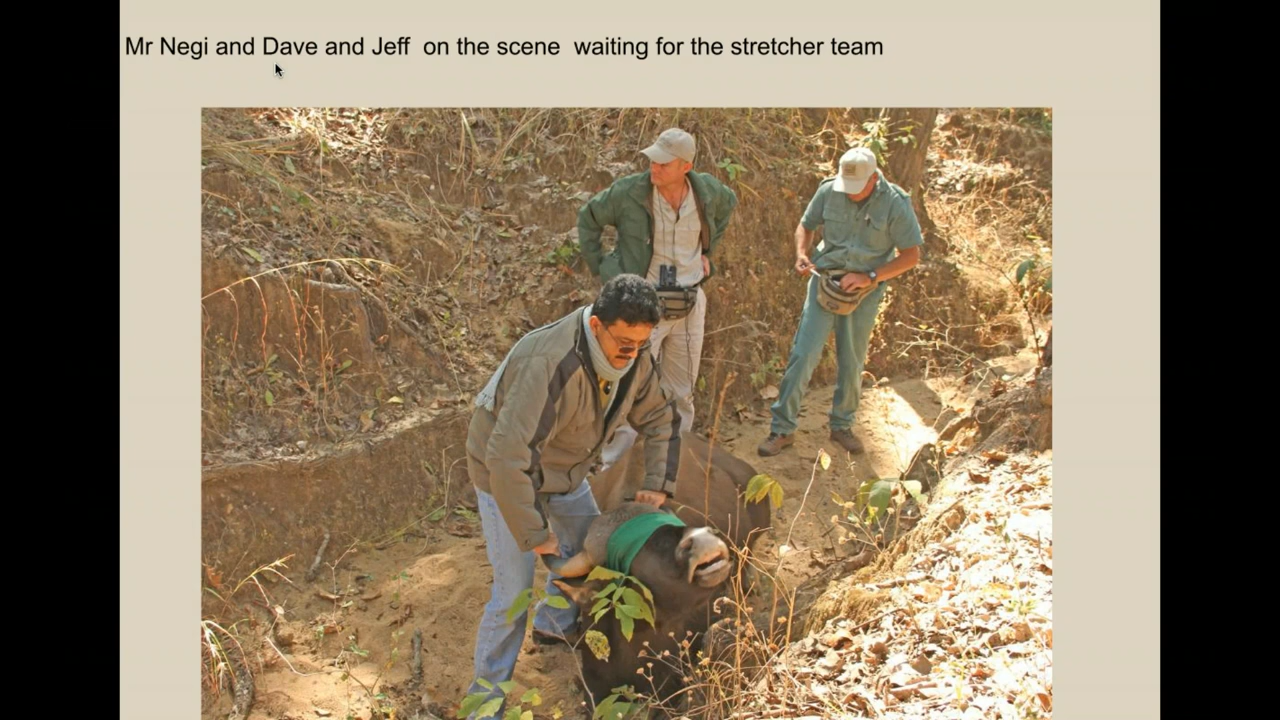 Mr Negi and Dave and Jeff on the scene waiting for the stretcher team